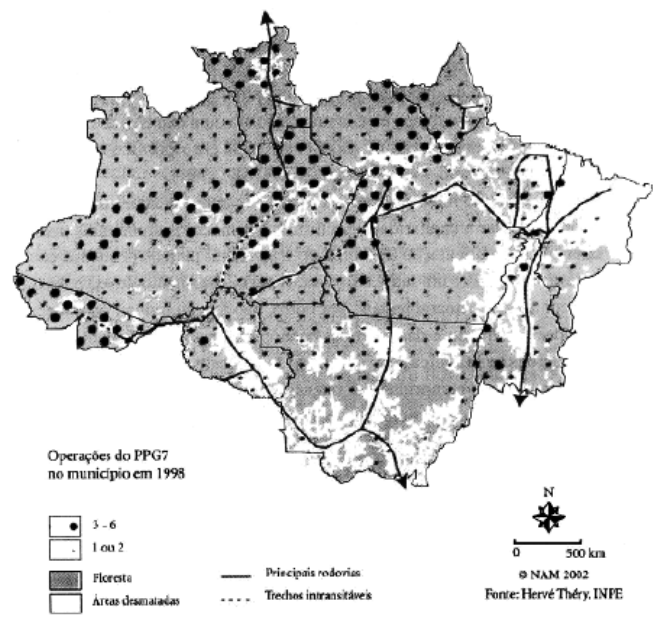 Operações do PPG7
no município em 1998
3 - 6
1 ou 2
Floresta
Áreas desmatadas
Principais rodovias
Trechos intransitáveis
N
0 500 km
© NAM 2002
Fonte: Hervé Théry, INPE